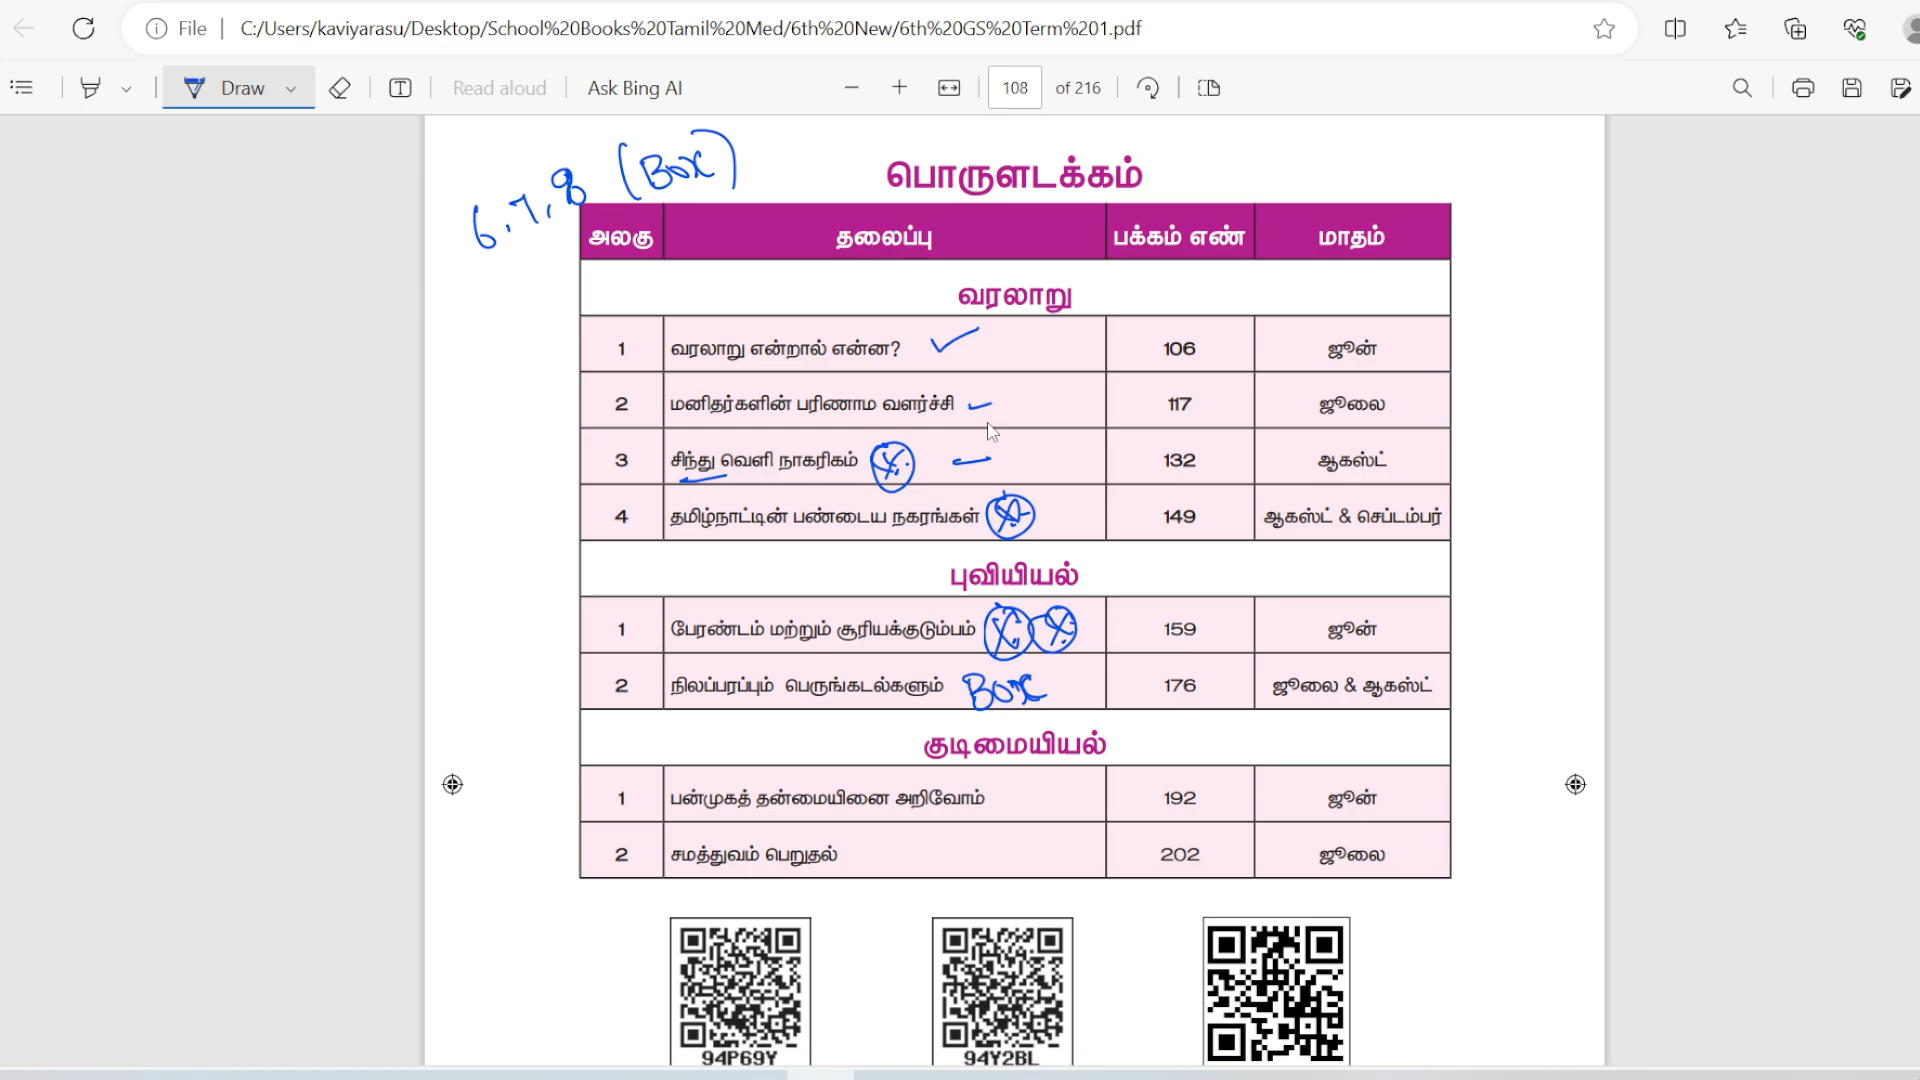 File C:/Users/kaviyarasu/Desktop/School%20Books%20Tamil%20Med/6th%20New/6th%20GS%20Term%201.pdf
Draw Read aloud Ask Bing AI 108 of 216
6, 7, 8 (Box)
பொருளடக்கம்
அலகு தலைப்பு பக்கம் எண் மாதம்
வரலாறு
1 வரலாறு என்றால் என்ன? 106 ஜூன்
2 மனிதர்களின் பரிணாம வளர்ச்சி 117 ஜூலை
3 சிந்து வெளி நாகரிகம் 132 ஆகஸ்ட்
4 தமிழ்நாட்டின் பண்டைய நகரங்கள் 149 ஆகஸ்ட் & செப்டம்பர்
புவியியல்
1 பேரண்டம் மற்றும் சூரியக்குடும்பம் 159 ஜூன்
2 நிலப்பரப்பும் பெருங்கடல்களும் Box 176 ஜூலை & ஆகஸ்ட்
குடிமையியல்
1 பன்முகத் தன்மையினை அறிவோம் 192 ஜூன்
2 சமத்துவம் பெறுதல் 202 ஜூலை
94P69Y 94Y2BL